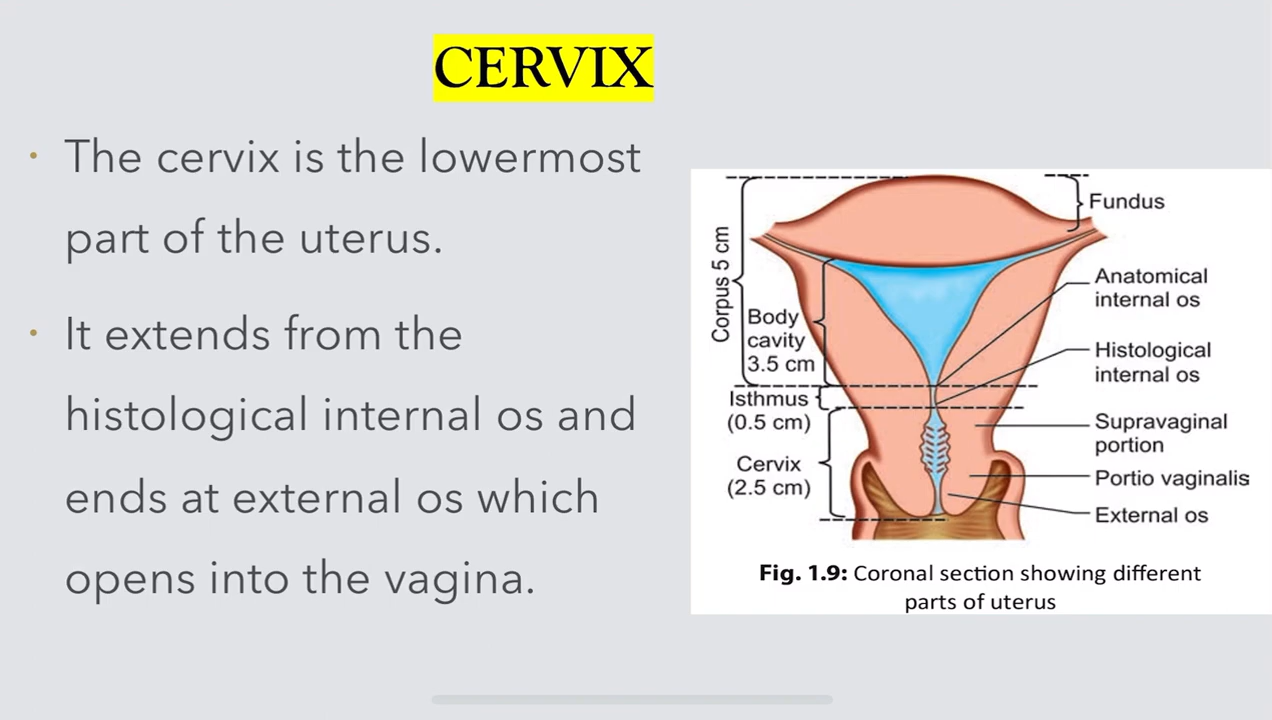 CERVIX
• The cervix is the lowermost
part of the uterus.
• It extends from the
histological internal os and
ends at external os which
opens into the vagina.
Corpus 5 cm
Body
cavity
3.5 cm
Isthmus
(0.5 cm)
Cervix
(2.5 cm)
Fundus
Anatomical
internal os
Histological
internal os
Supravaginal
portion
Portio vaginalis
External os
Fig. 1.9: Coronal section showing different
parts of uterus